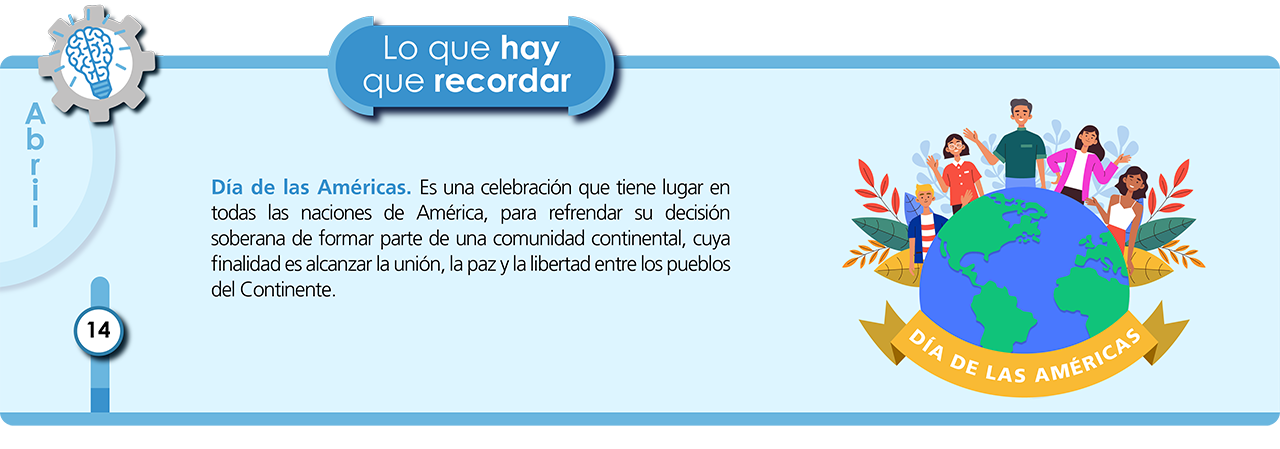 Lo que hay
que recordar
Abril
Día de las Américas. Es una celebración que tiene lugar en
todas las naciones de América, para refrendar su decisión
soberana de formar parte de una comunidad continental, cuya
finalidad es alcanzar la unión, la paz y la libertad entre los pueblos
del Continente.
14
DÍA DE LAS AMÉRICAS